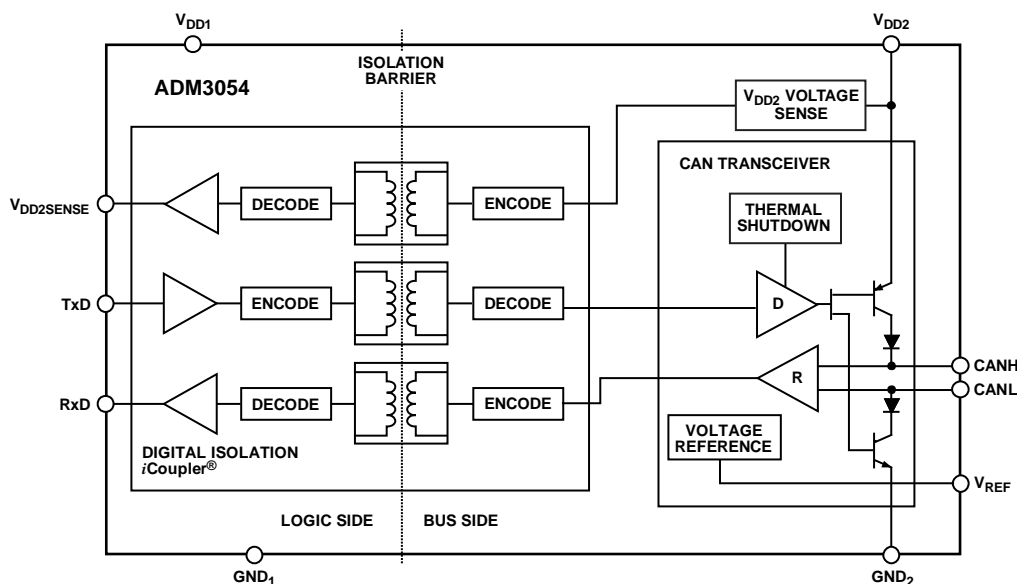 VDD1
VDD2
ADM3054
ISOLATION
BARRIER
VDD2 VOLTAGE
SENSE
CAN TRANSCEIVER
VDD2SENSE
DECODE
ENCODE
THERMAL
SHUTDOWN
TxD
ENCODE
DECODE
D
RxD
DECODE
ENCODE
R
CANH
CANL
VOLTAGE
REFERENCE
DIGITAL ISOLATION
iCoupler®
VREF
LOGIC SIDE
BUS SIDE
GND1
GND2